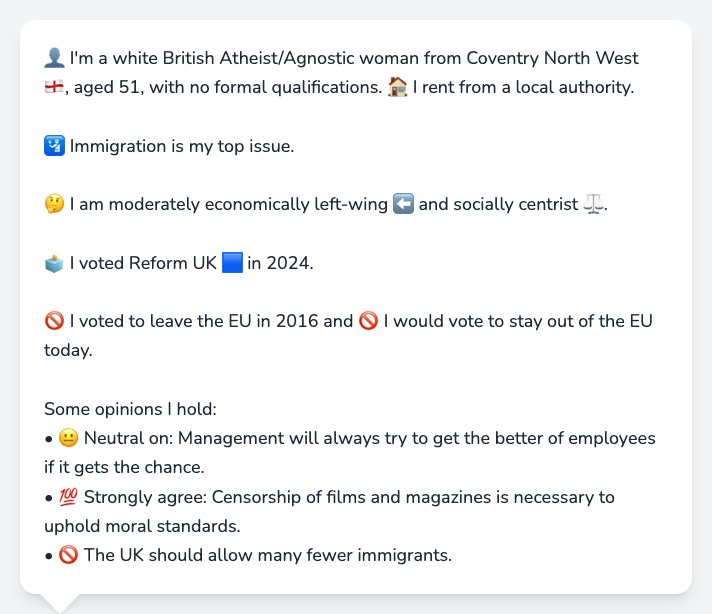 👤 I'm a white British Atheist/Agnostic woman from Coventry North West
🏴󠁧󠁢󠁥󠁮󠁧󠁿, aged 51, with no formal qualifications. 🏠 I rent from a local authority.
🛂 Immigration is my top issue.
🤔 I am moderately economically left-wing ⬅️ and socially centrist ⚖️.
🗳️ I voted Reform UK 🟦 in 2024.
🚫 I voted to leave the EU in 2016 and 🚫 I would vote to stay out of the EU
today.
Some opinions I hold:
• 😐 Neutral on: Management will always try to get the better of employees
if it gets the chance.
• 💯 Strongly agree: Censorship of films and magazines is necessary to
uphold moral standards.
• 🚫 The UK should allow many fewer immigrants.